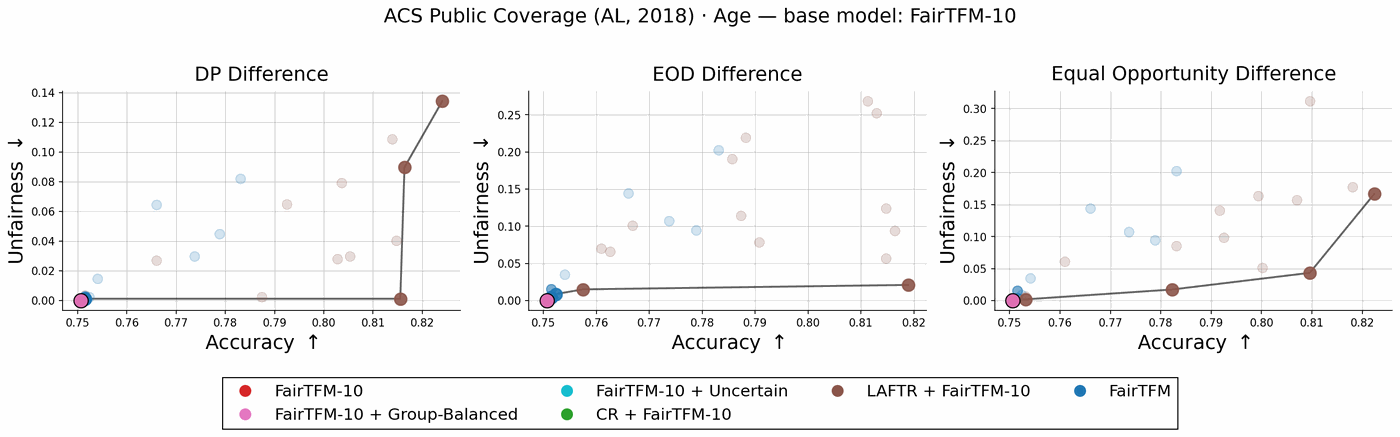 ACS Public Coverage (AL, 2018) · Age — base model: FairTFM-10
DP Difference
EOD Difference
Equal Opportunity Difference
Unfairness ↓
0.14
0.12
0.10
0.08
0.06
0.04
0.02
0.00
0.75
0.76
0.77
0.78
0.79
0.80
0.81
0.82
Accuracy ↑
Unfairness ↓
0.25
0.20
0.15
0.10
0.05
0.00
0.75
0.76
0.77
0.78
0.79
0.80
0.81
0.82
Accuracy ↑
Unfairness ↓
0.30
0.25
0.20
0.15
0.10
0.05
0.00
0.75
0.76
0.77
0.78
0.79
0.80
0.81
0.82
Accuracy ↑
FairTFM-10
FairTFM-10 + Uncertain
LAFTR + FairTFM-10
FairTFM
FairTFM-10 + Group-Balanced
CR + FairTFM-10